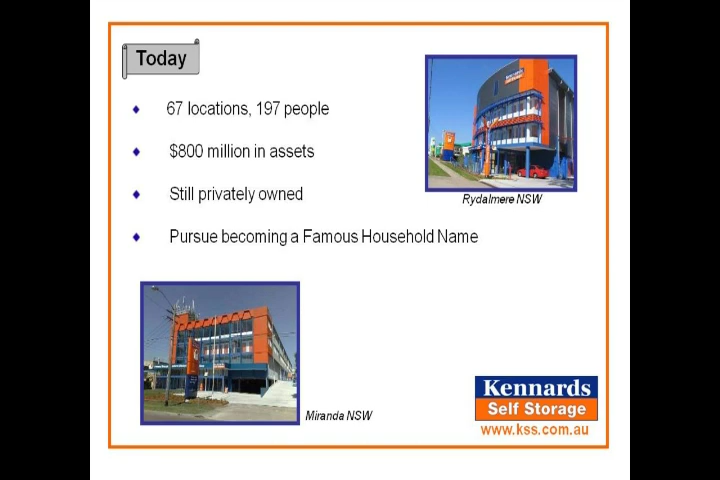 Today
67 locations, 197 people
$800 million in assets
Still privately owned
Pursue becoming a Famous Household Name
Rydalmere NSW
Miranda NSW
Kennards
Self Storage
www.kss.com.au